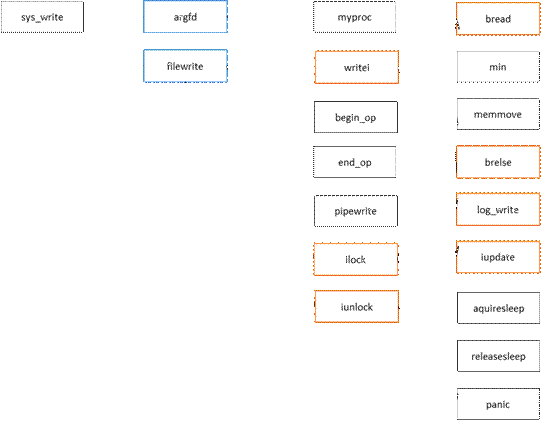 sys_write
argfd
myproc
bread
filewrite
writei
min
begin_op
memmove
end_op
brelse
pipewrite
log_write
ilock
iupdate
iunlock
aquiresleep
releasesleep
panic